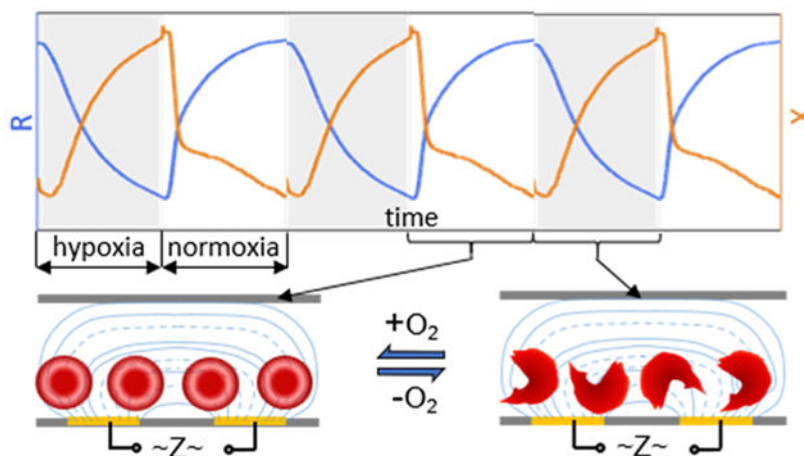 R
X
time
hypoxia
normoxia
+O₂
-O₂
~Z~
~Z~